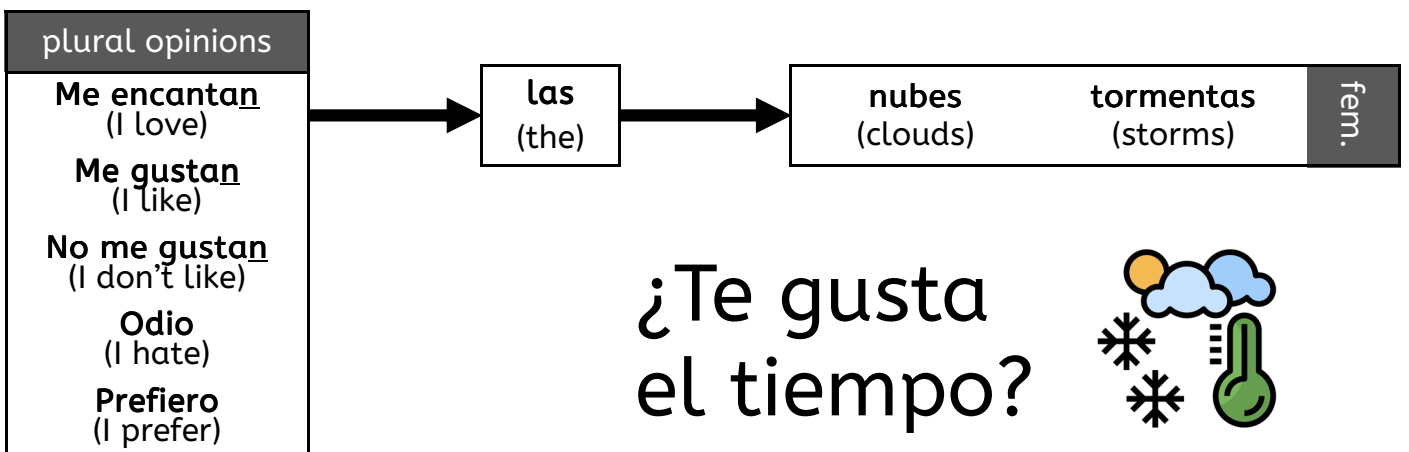 plural opinions
Me encantan
(I love)
Me gustan
(I like)
No me gustan
(I don't like)
Odio
(I hate)
Prefiero
(I prefer)
las
(the)
nubes
(clouds)
tormentas
(storms)
fem.
¿Te gusta
el tiempo?